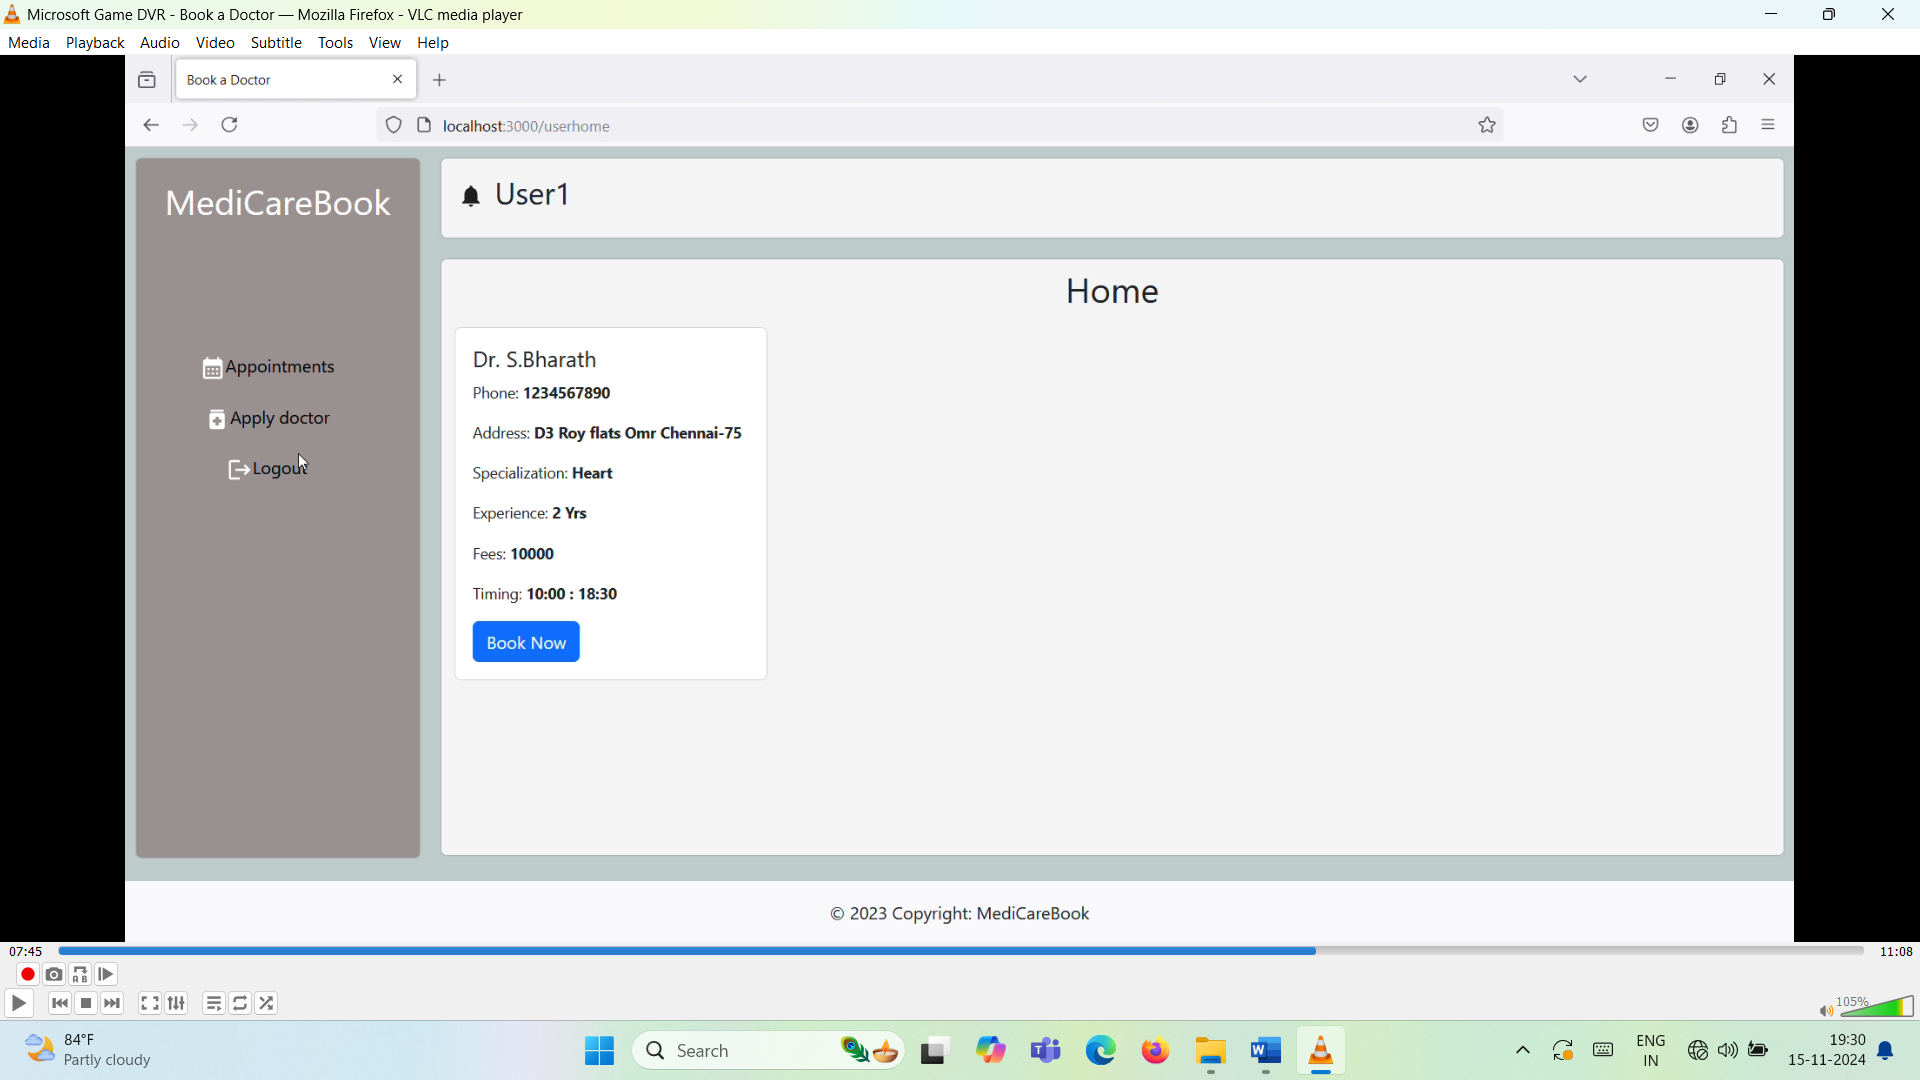 Microsoft Game DVR - Book a Doctor — Mozilla Firefox - VLC media player
Media Playback Audio Video Subtitle Tools View Help
Book a Doctor
localhost:3000/userhome
MediCareBook
Appointments
Apply doctor
Logout
User1
Home
Dr. S.Bharath
Phone: 1234567890
Address: D3 Roy flats Omr Chennai-75
Specialization: Heart
Experience: 2 Yrs
Fees: 10000
Timing: 10:00 : 18:30
Book Now
© 2023 Copyright: MediCareBook
07:45
11:08
105%
84°F
Partly cloudy
Search
ENG
IN
19:30
15-11-2024